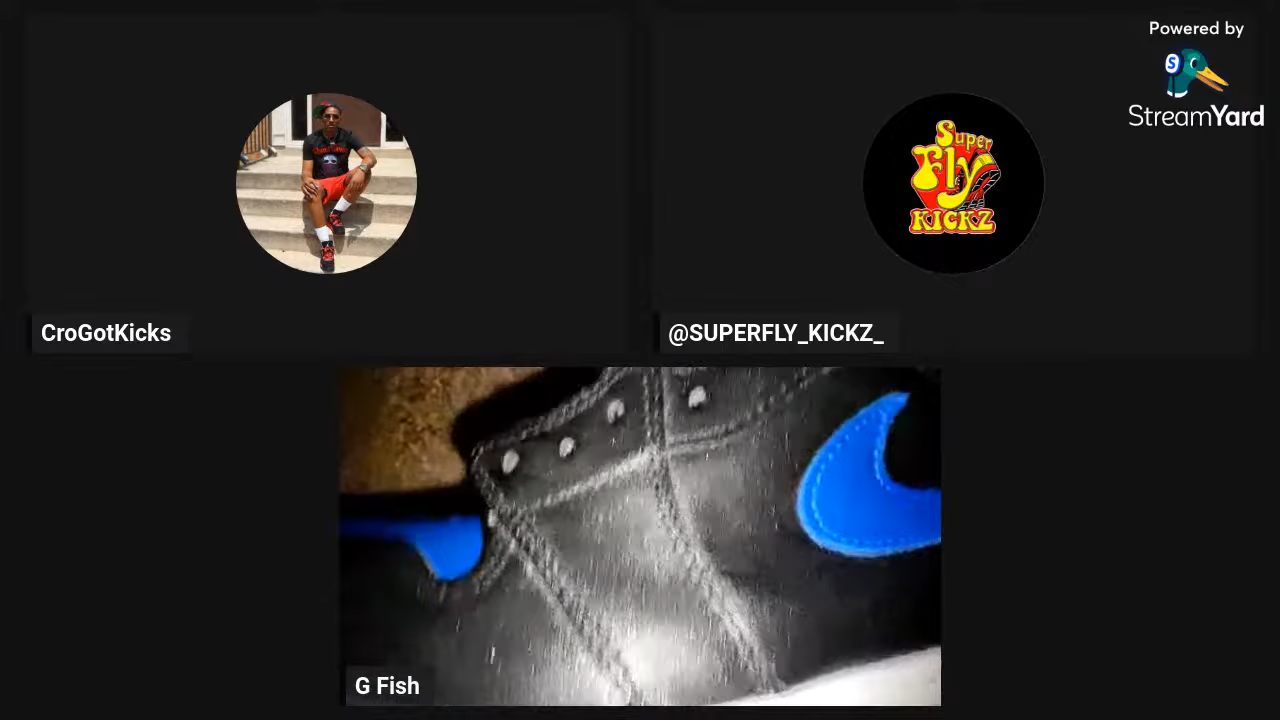 Powered by
S
StreamYard
Super
Fly
KICKZ
CroGotKicks
@SUPERFLY_KICKZ_
G Fish